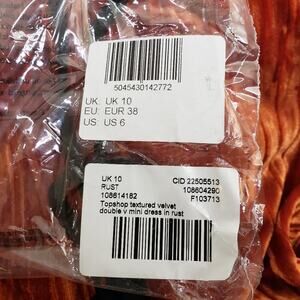 5045430142772
UK: UK 10
EU: EUR 38
US: US 6
UK 10 CID 22505513
RUST 108604290
108614182 F103713
Topshop textured velvet
double v mini dress in rust